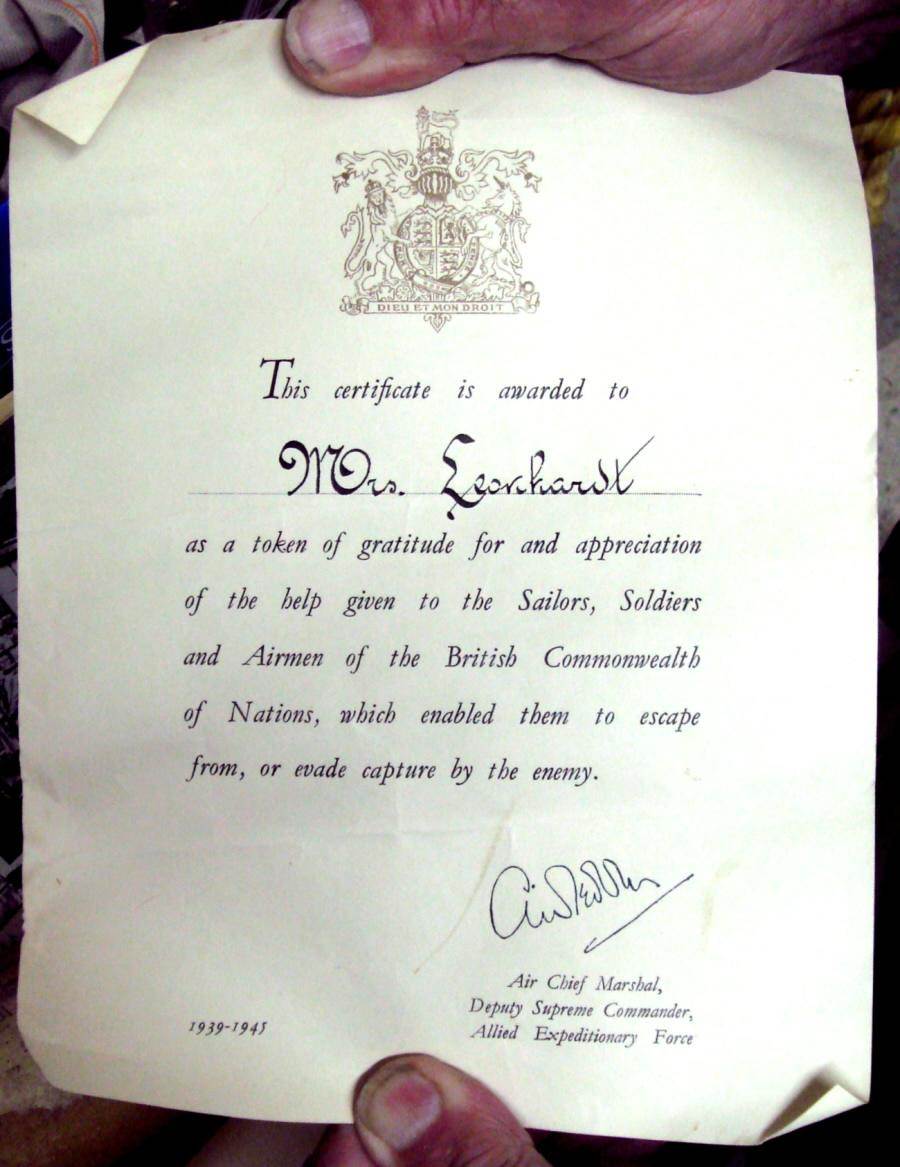 DIEU ET MON DROIT
This certificate is awarded to
Mrs. Leonhardt
as a token of gratitude for and appreciation
of the help given to the Sailors, Soldiers
and Airmen of the British Commonwealth
of Nations, which enabled them to escape
from, or evade capture by the enemy.
Air Chief Marshal,
Deputy Supreme Commander,
Allied Expeditionary Force
1939-1945